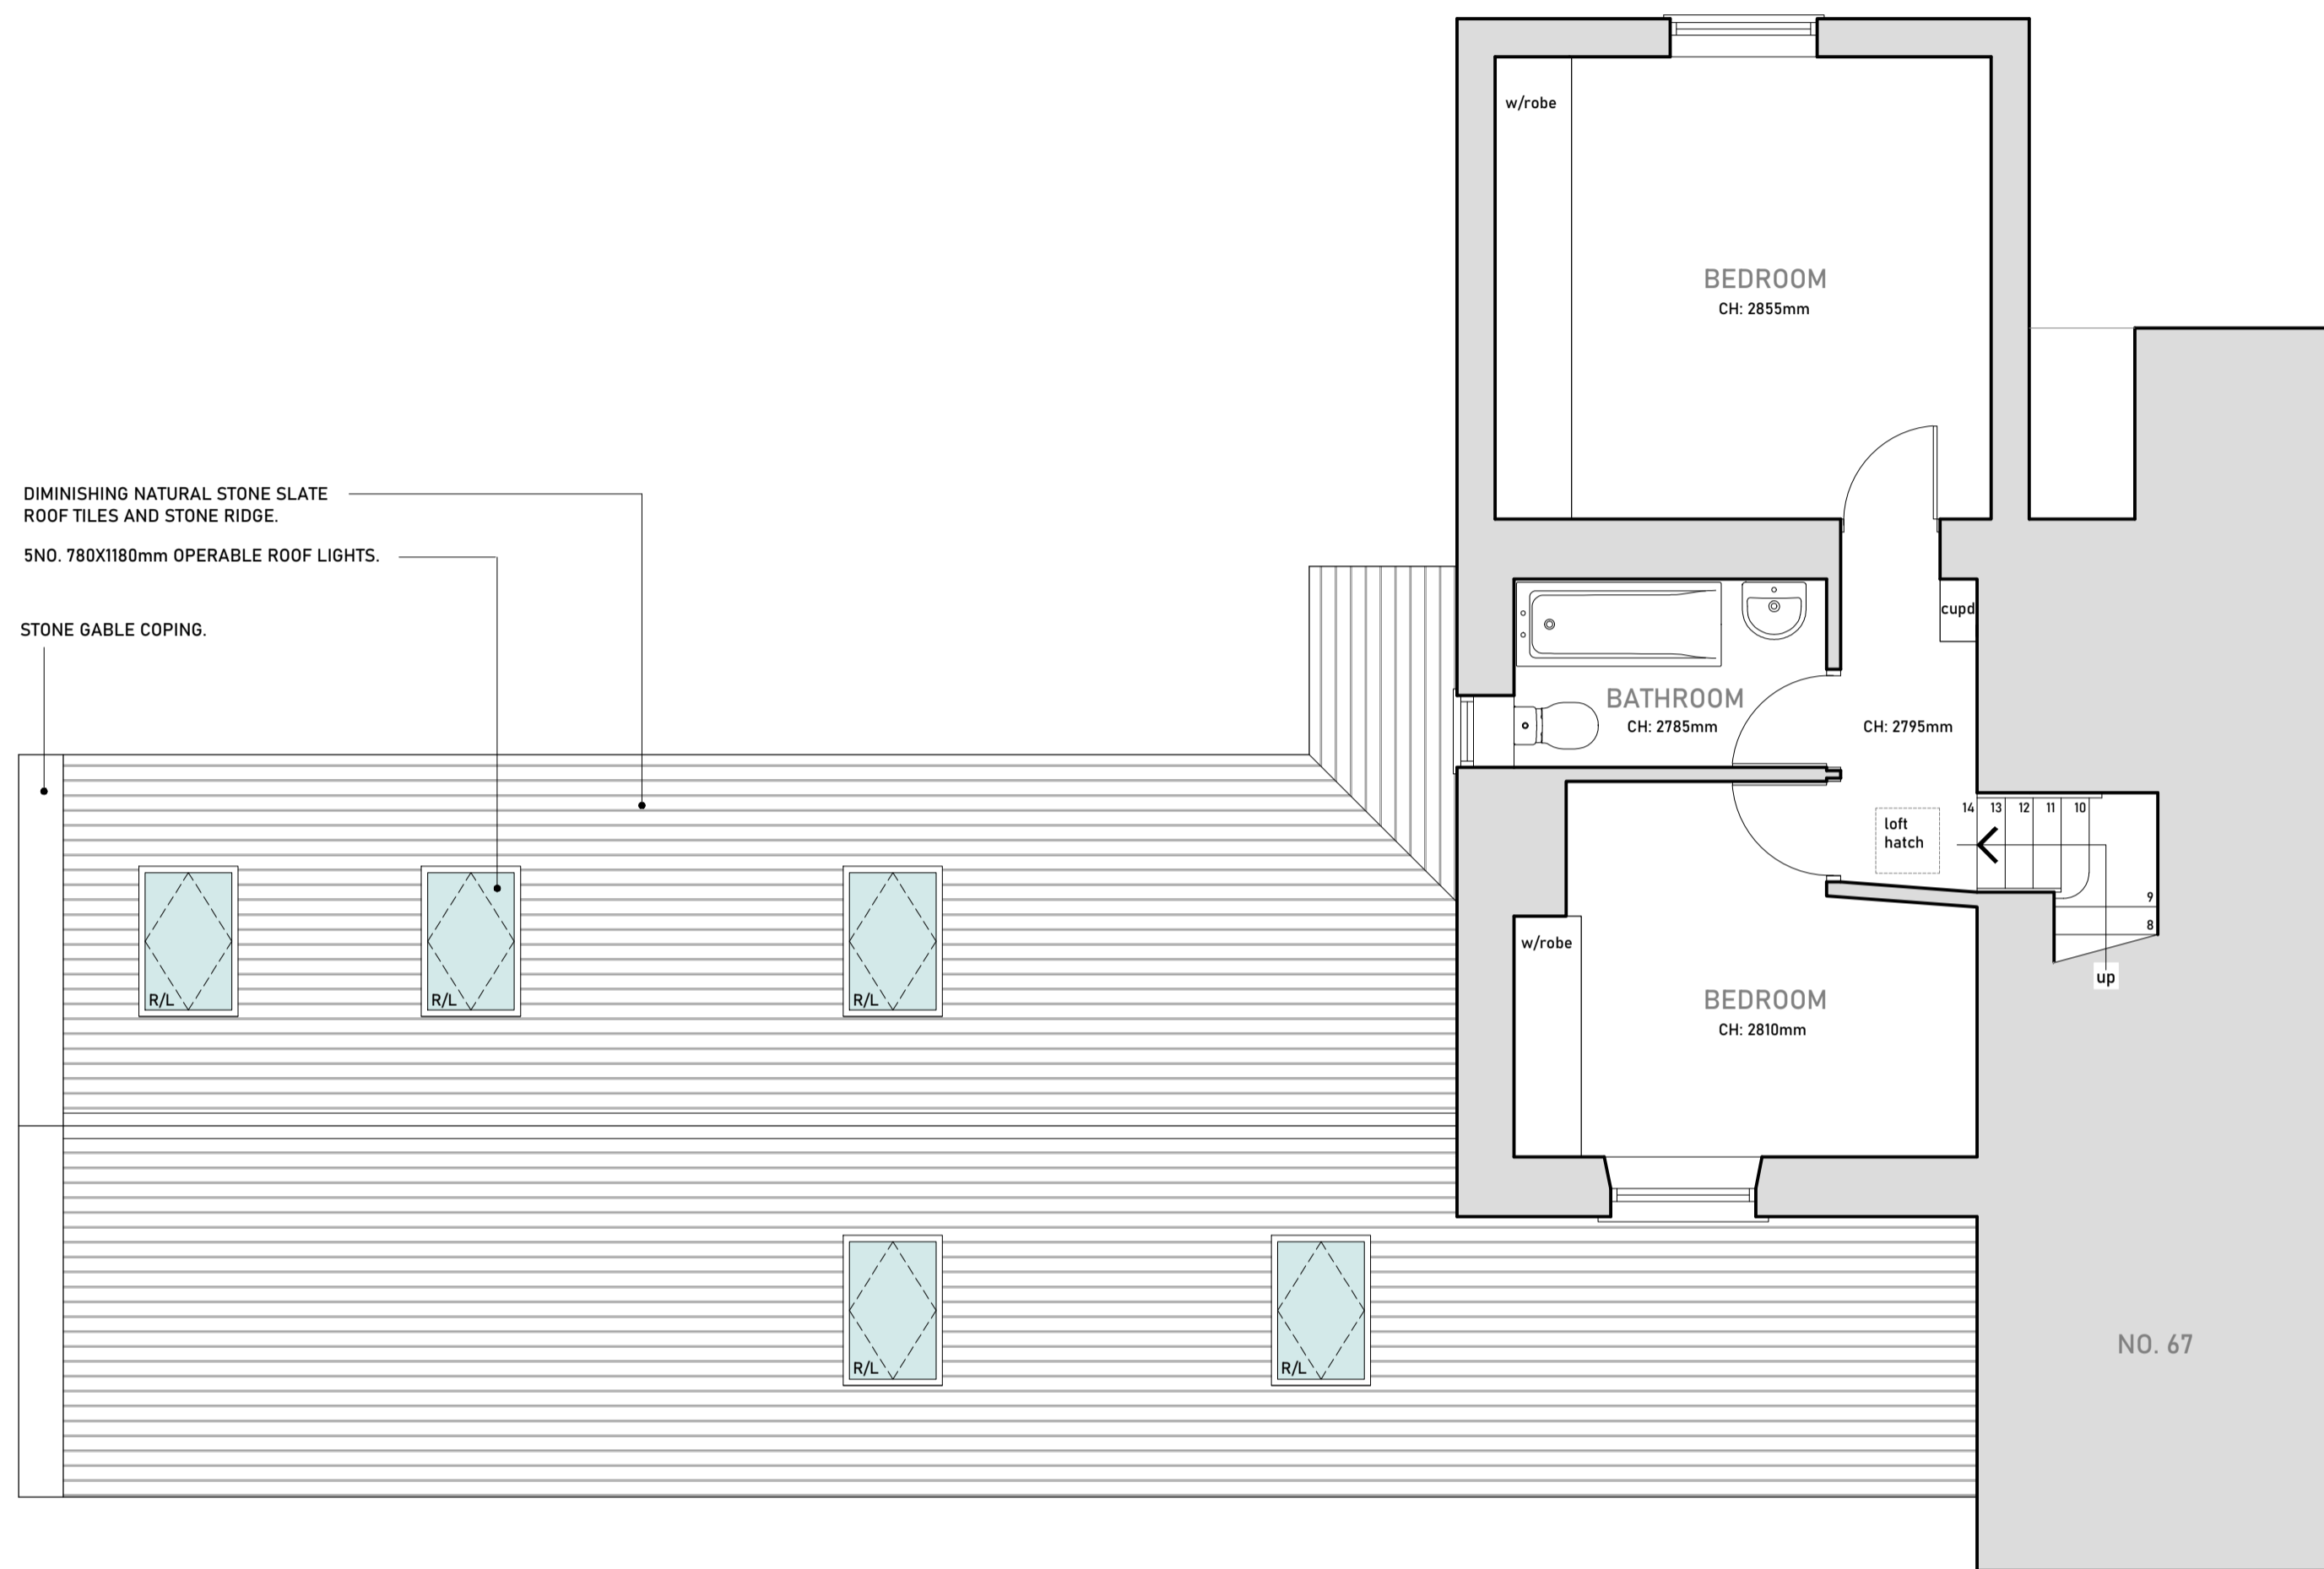 w/robe
BEDROOM
CH: 2855mm
DIMINISHING NATURAL STONE SLATE
ROOF TILES AND STONE RIDGE.
5NO. 780X1180mm OPERABLE ROOF LIGHTS.
STONE GABLE COPING.
cupd
BATHROOM
CH: 2785mm
CH: 2795mm
14 13 12 11 10
loft
hatch
9
8
up
w/robe
BEDROOM
CH: 2810mm
R/L
R/L
R/L
R/L
R/L
NO. 67